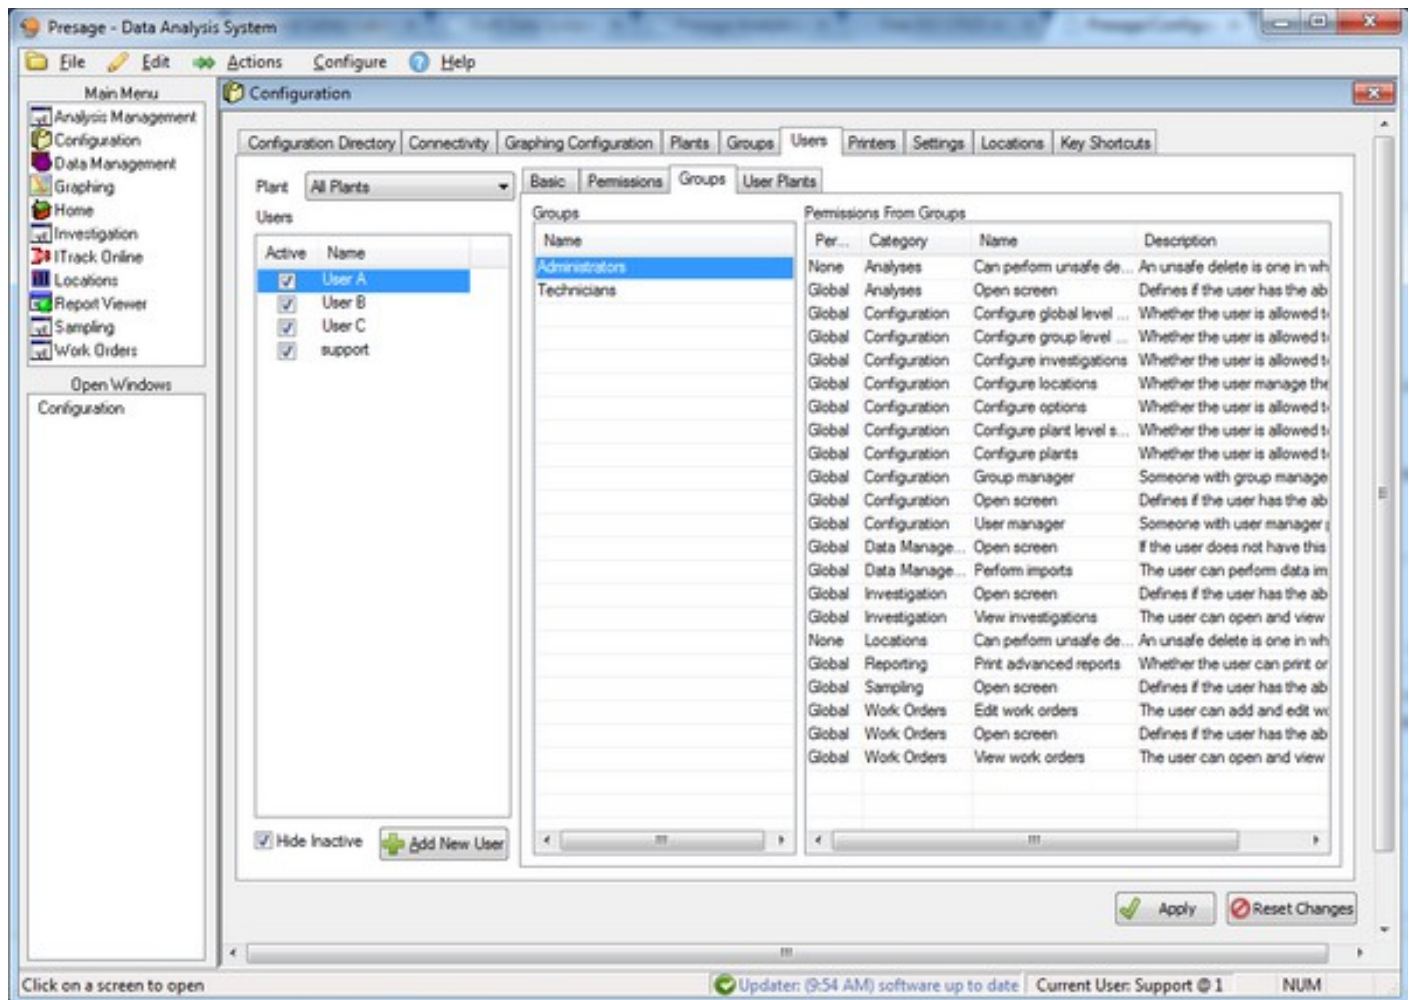 Presage - Data Analysis System
File Edit Actions Configure Help
Main Menu
Analysis Management
Configuration
Data Management
Graphing
Home
Investigation
ITrack Online
Locations
Report Viewer
Sampling
Work Orders
Open Windows
Configuration
Configuration
Configuration Directory Connectivity Graphing Configuration Plants Groups Users Printers Settings Locations Key Shortcuts
Plant All Plants
Users
Active Name
User A
User B
User C
support
Hide Inactive Add New User
Basic Permissions Groups User Plants
Groups
Name
Administrators
Technicians
Permissions From Groups
Per... Category Name Description
None Analyses Can perform unsafe de... An unsafe delete is one in wh
Global Analyses Open screen Defines if the user has the ab
Global Configuration Configure global level ... Whether the user is allowed t
Global Configuration Configure group level ... Whether the user is allowed t
Global Configuration Configure investigations Whether the user is allowed t
Global Configuration Configure locations Whether the user manage the
Global Configuration Configure options Whether the user is allowed t
Global Configuration Configure plant level s... Whether the user is allowed t
Global Configuration Configure plants Whether the user is allowed t
Global Configuration Group manager Someone with group manage
Global Configuration Open screen Defines if the user has the ab
Global Configuration User manager Someone with user manager
Global Data Manage... Open screen If the user does not have this
Global Data Manage... Perform imports The user can perform data im
Global Investigation Open screen Defines if the user has the ab
Global Investigation View investigations The user can open and view
None Locations Can perform unsafe de... An unsafe delete is one in wh
Global Reporting Print advanced reports Whether the user can print or
Global Sampling Open screen Defines if the user has the ab
Global Work Orders Edit work orders The user can add and edit wo
Global Work Orders Open screen Defines if the user has the ab
Global Work Orders View work orders The user can open and view
Apply Reset Changes
Click on a screen to open Updater: (9:54 AM) software up to date Current User: Support @ 1 NUM